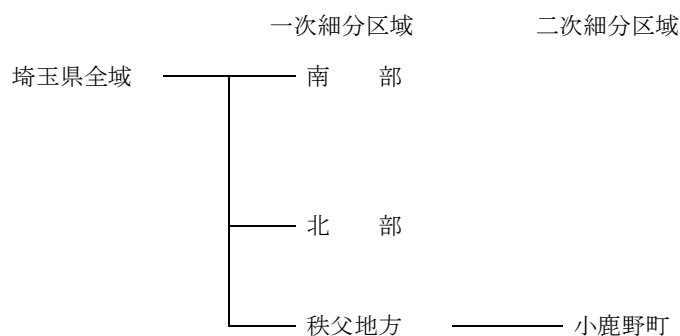 一次細分区域　二次細分区域
埼玉県全域　南　部
北　部
秩父地方　小鹿野町